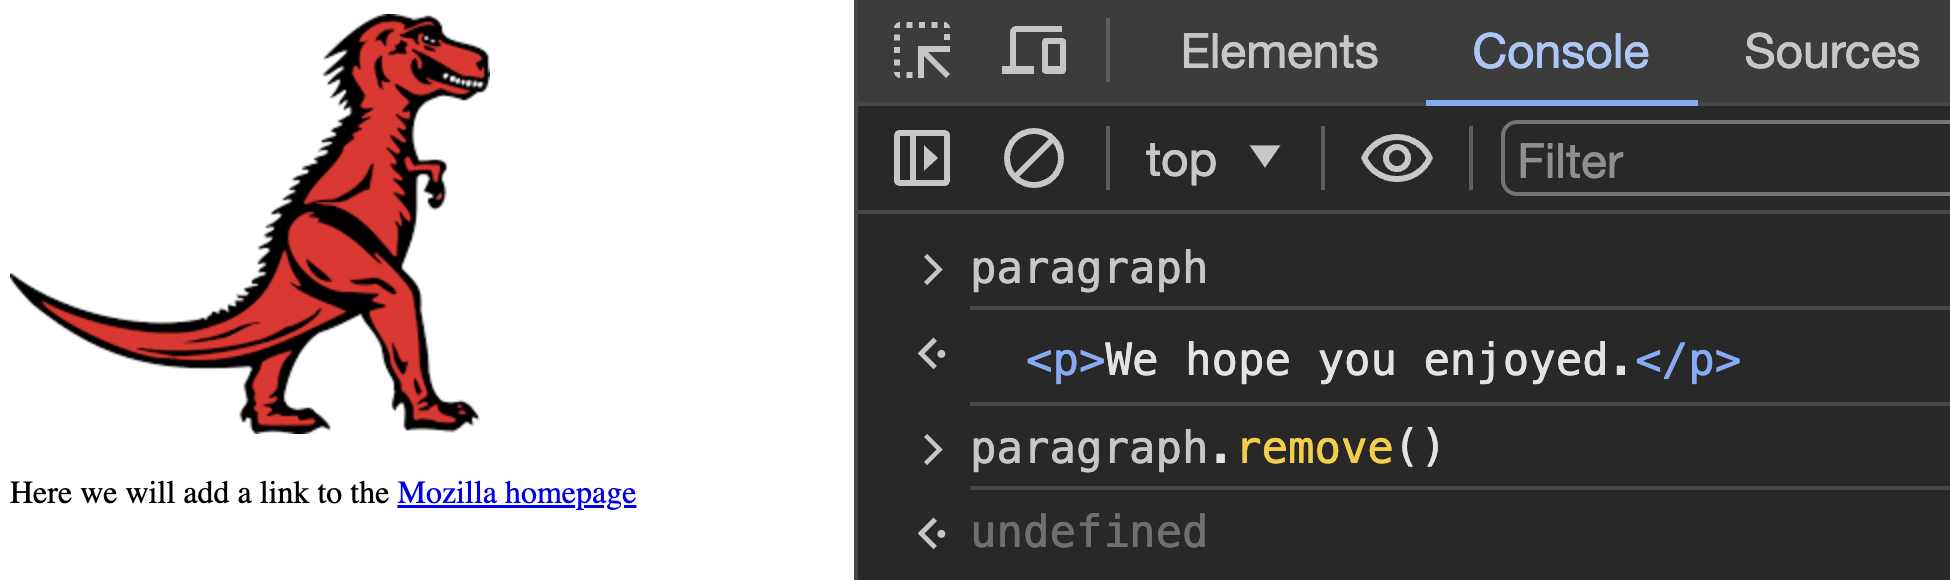 Here we will add a link to the Mozilla homepage
Elements Console Sources
top Filter
paragraph
<p>We hope you enjoyed.</p>
paragraph.remove()
undefined